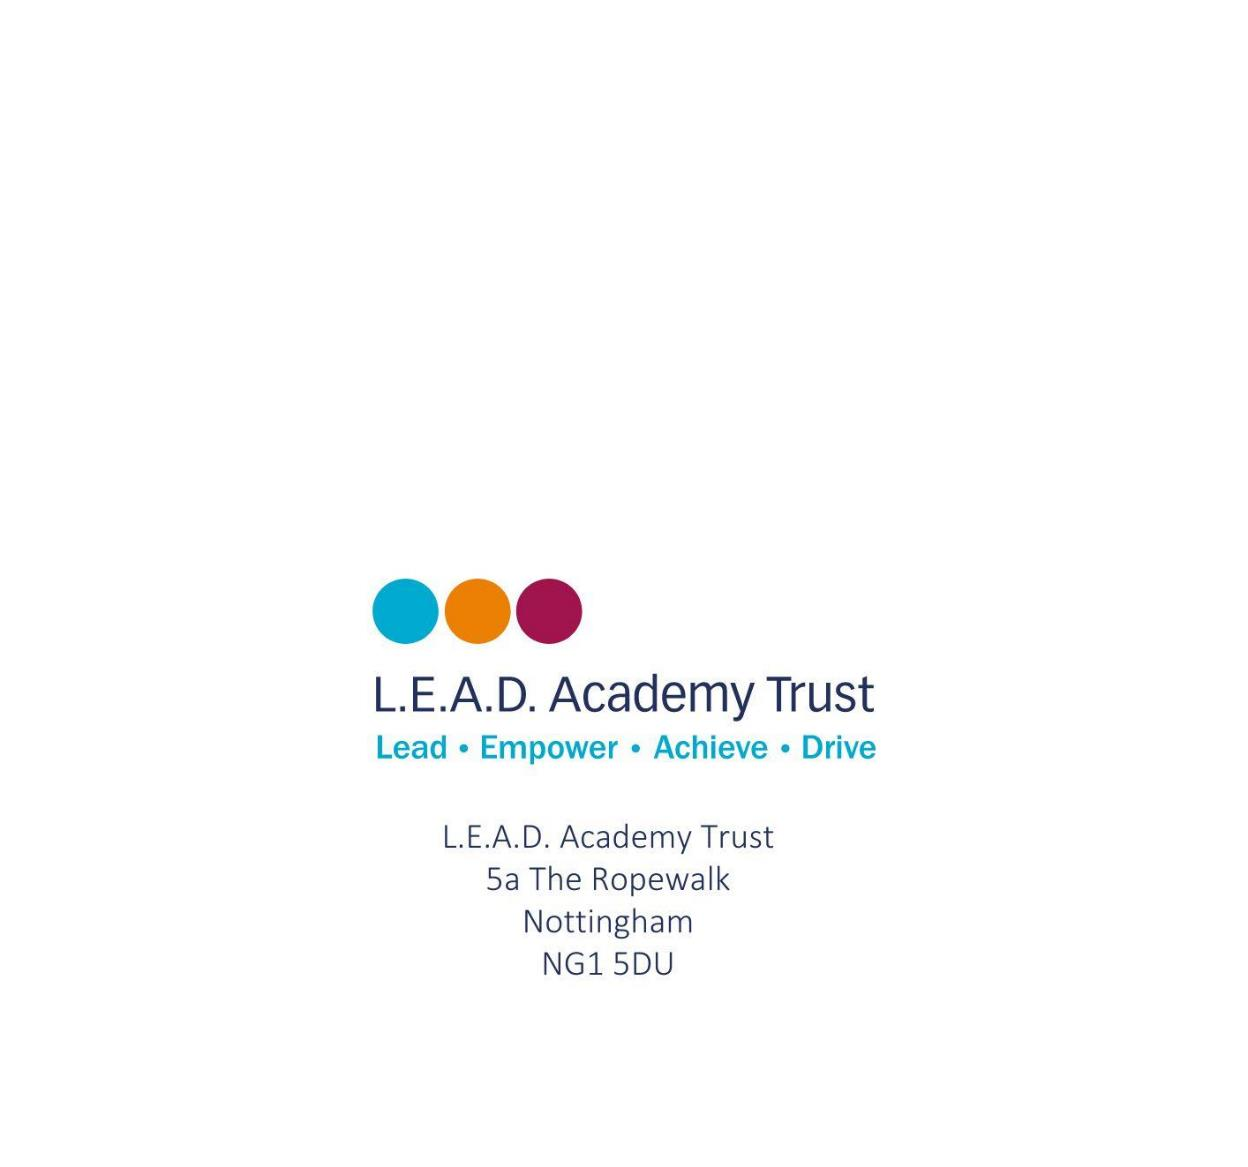 L.E.A.D. Academy Trust
Lead • Empower • Achieve • Drive
L.E.A.D. Academy Trust
5a The Ropewalk
Nottingham
NG1 5DU